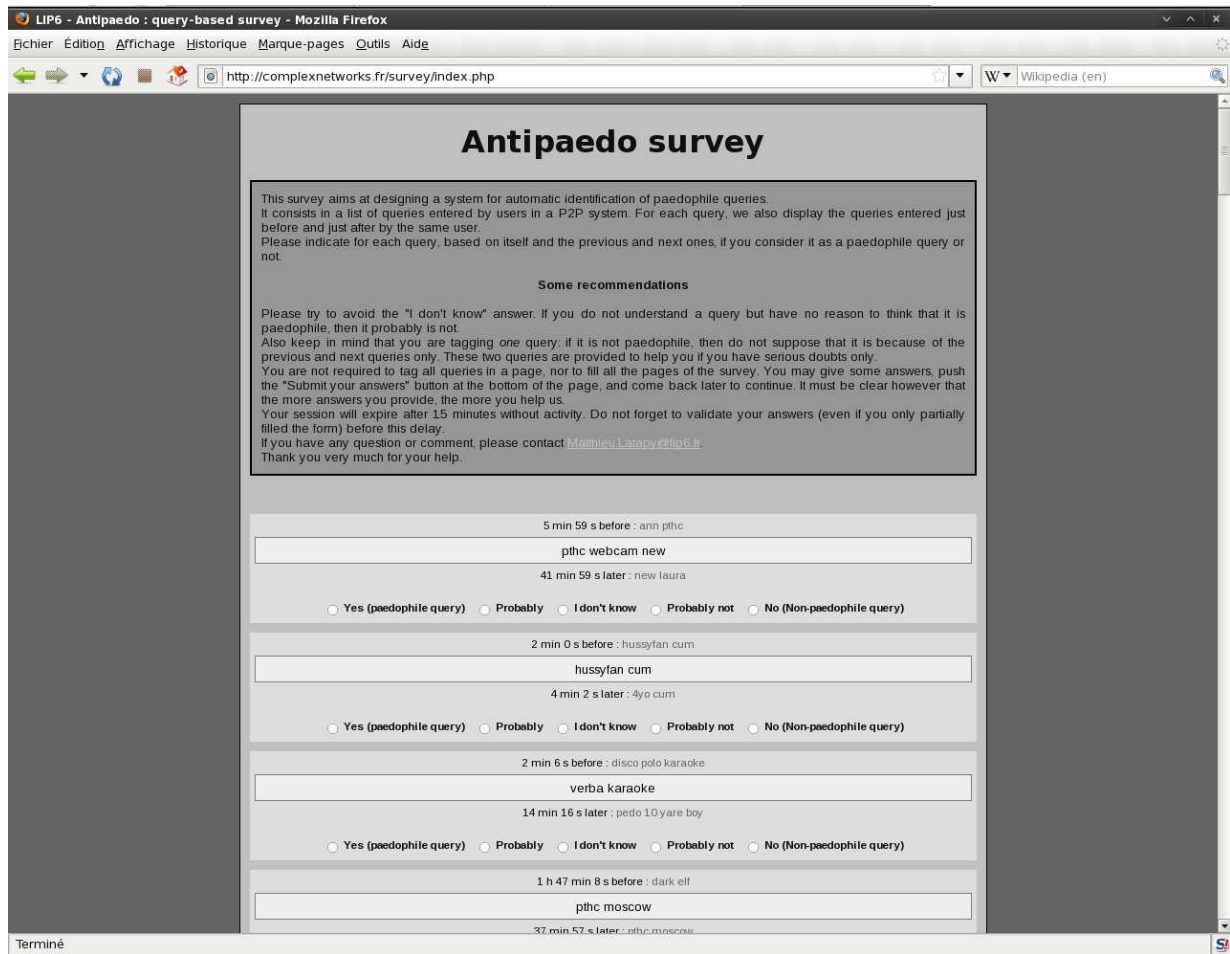 LIP6 - Antipaedo : query-based survey - Mozilla Firefox
Fichier Édition Affichage Historique Marque-pages Outils Aide
http://complexnetworks.fr/survey/index.php
W Wikipedia (en)
Antipaedo survey
This survey aims at designing a system for automatic identification of paedophile queries.
It consists in a list of queries entered by users in a P2P system. For each query, we also display the queries entered just
before and just after by the same user.
Please indicate for each query, based on itself and the previous and next ones, if you consider it as a paedophile query or
not.
Some recommendations
Please try to avoid the "I don't know" answer. If you do not understand a query but have no reason to think that it is
paedophile, then it probably is not.
Also keep in mind that you are tagging one query: if it is not paedophile, then do not suppose that it is because of the
previous and next queries only. These two queries are provided to help you if you have serious doubts only.
You are not required to tag all queries in a page, nor to fill all the pages of the survey. You may give some answers, push
the "Submit your answers" button at the bottom of the page, and come back later to continue. It must be clear however that
the more answers you provide, the more you help us.
Your session will expire after 15 minutes without activity. Do not forget to validate your answers (even if you only partially
filled the form) before this delay.
If you have any question or comment, please contact Matthieu.Latapy@lip6.fr.
Thank you very much for your help.
5 min 59 s before : ann pthc
pthc webcam new
41 min 59 s later : new laura
Yes (paedophile query) Probably I don't know Probably not No (Non-paedophile query)
2 min 0 s before : hussyfan cum
hussyfan cum
4 min 2 s later : 4yo cum
Yes (paedophile query) Probably I don't know Probably not No (Non-paedophile query)
2 min 6 s before : disco polo karaoke
verba karaoke
14 min 16 s later : pedo 10 yare boy
Yes (paedophile query) Probably I don't know Probably not No (Non-paedophile query)
1 h 47 min 8 s before : dark elf
pthc moscow
37 min 57 s later : pthc moscow
Terminé